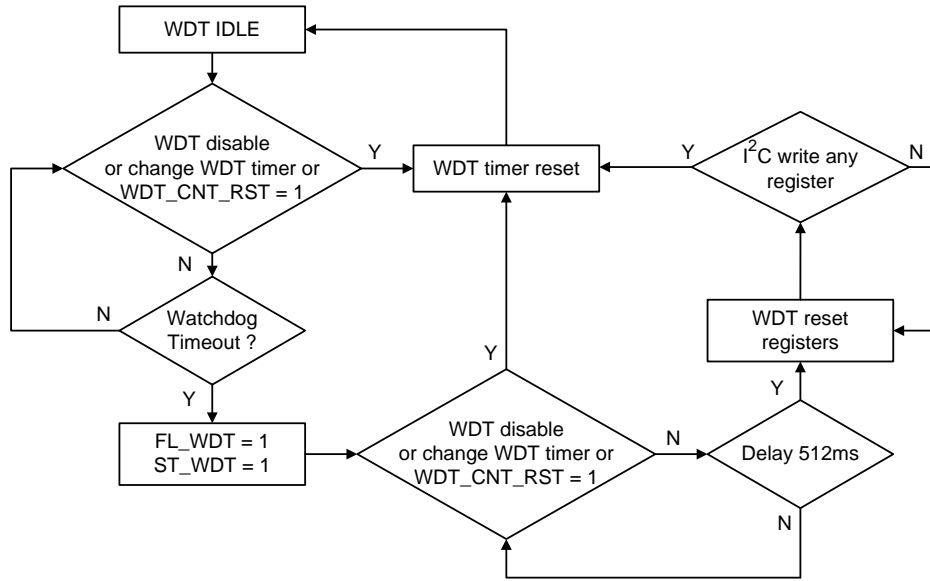 WDT IDLE
WDT disable
or change WDT timer or
WDT_CNT_RST = 1
Y
WDT timer reset
Y
I²C write any
register
N
N
N
Watchdog
Timeout ?
WDT reset
registers
Y
Y
Y
FL_WDT = 1
ST_WDT = 1
WDT disable
or change WDT timer or
WDT_CNT_RST = 1
N
Delay 512ms
N